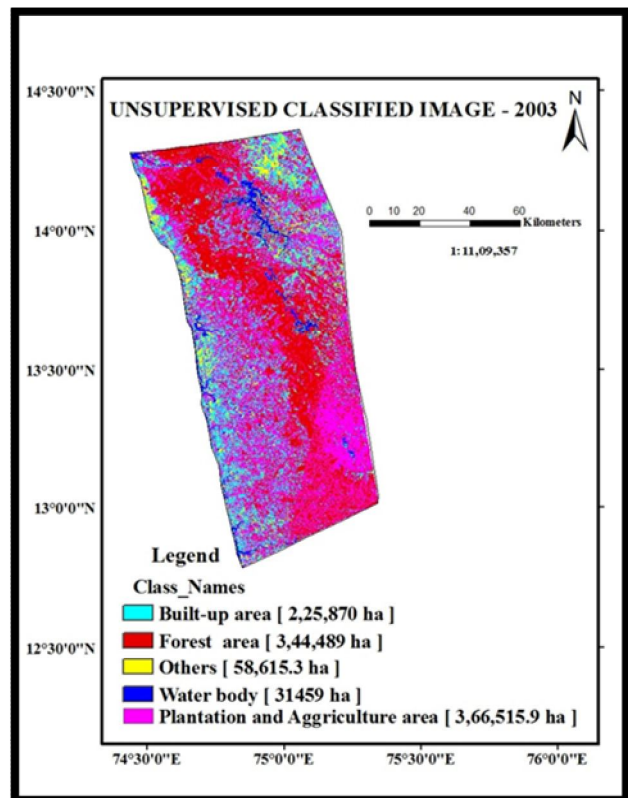 14°30'0"N
UNSUPERVISED CLASSIFIED IMAGE - 2003
N
0 10 20 40 60
Kilometers
1:11,09,357
14°0'0"N
13°30'0"N
13°0'0"N
12°30'0"N
Legend
Class_Names
Built-up area [ 2,25,870 ha ]
Forest area [ 3,44,489 ha ]
Others [ 58,615.3 ha ]
Water body [ 31459 ha ]
Plantation and Aggriculture area [ 3,66,515.9 ha ]
74°30'0"E 75°0'0"E 75°30'0"E 76°0'0"E